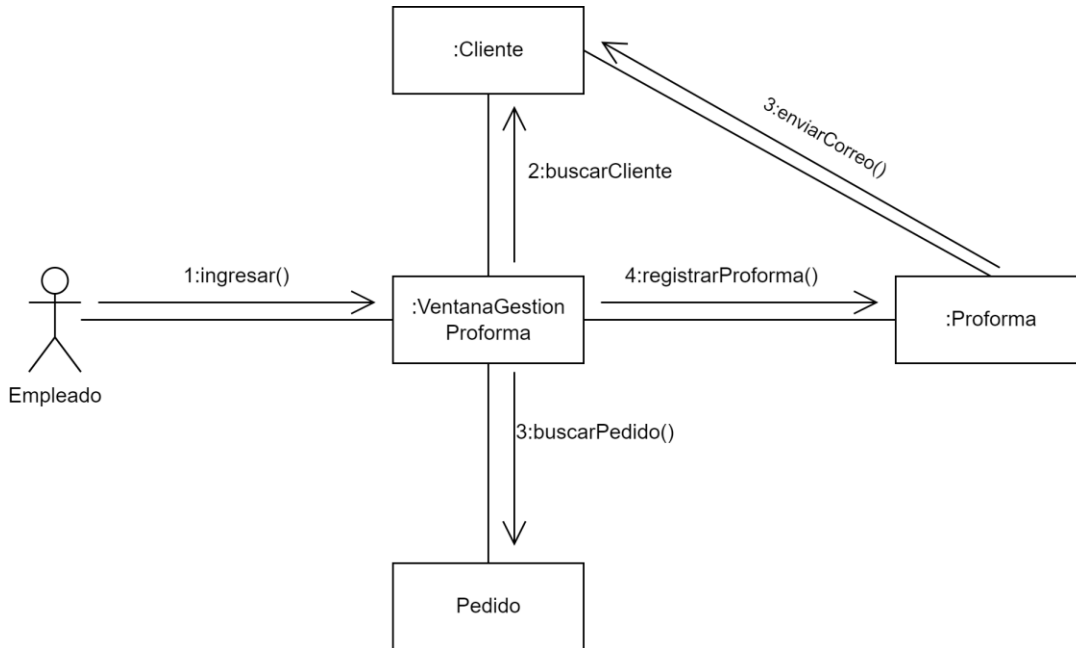 :Cliente
3:enviarCorreo()
2:buscarCliente
1:ingresar()
4:registrarProforma()
:VentanaGestion
Proforma
:Proforma
Empleado
3:buscarPedido()
Pedido